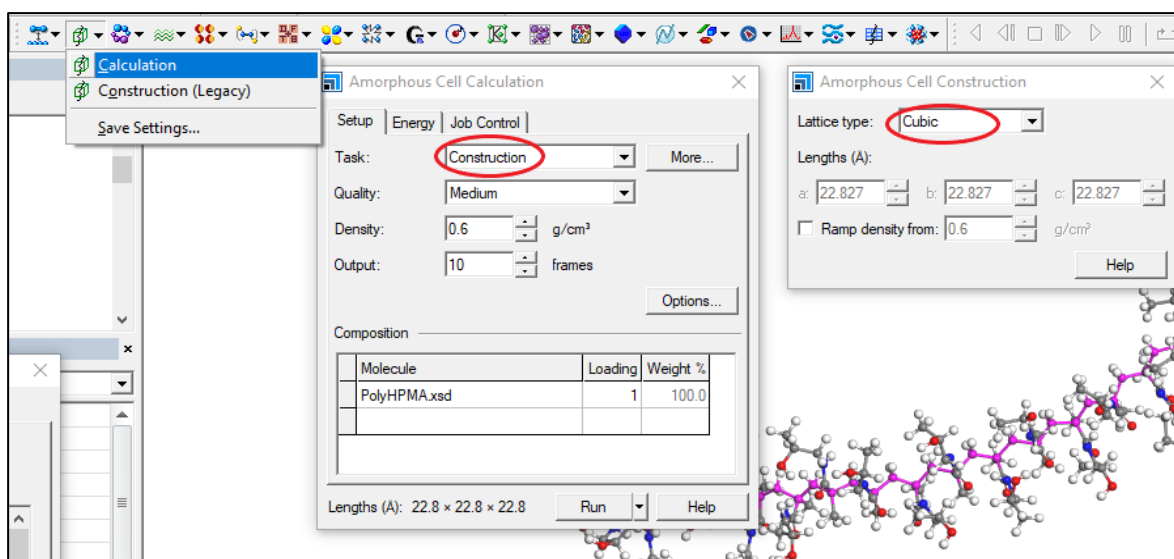 Calculation
Construction (Legacy)
Save Settings...
Amorphous Cell Calculation
Setup Energy Job Control
Task: Construction More...
Quality: Medium
Density: 0.6 g/cm³
Output: 10 frames
Options...
Composition
Molecule Loading Weight %
PolyHPMA.xsd 1 100.0
Lengths (Å): 22.8 × 22.8 × 22.8 Run Help
Amorphous Cell Construction
Lattice type: Cubic
Lengths (Å):
a: 22.827 b: 22.827 c: 22.827
Ramp density from: 0.6 g/cm³
Help